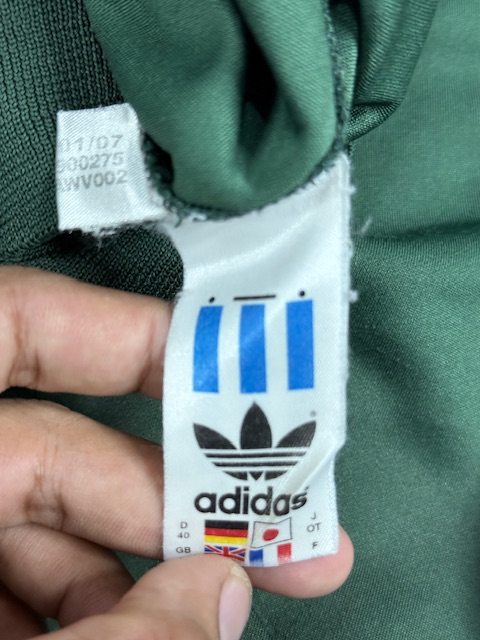 01/07
600275
AWV002
adidas
®
D
40
J
OT
GB
F